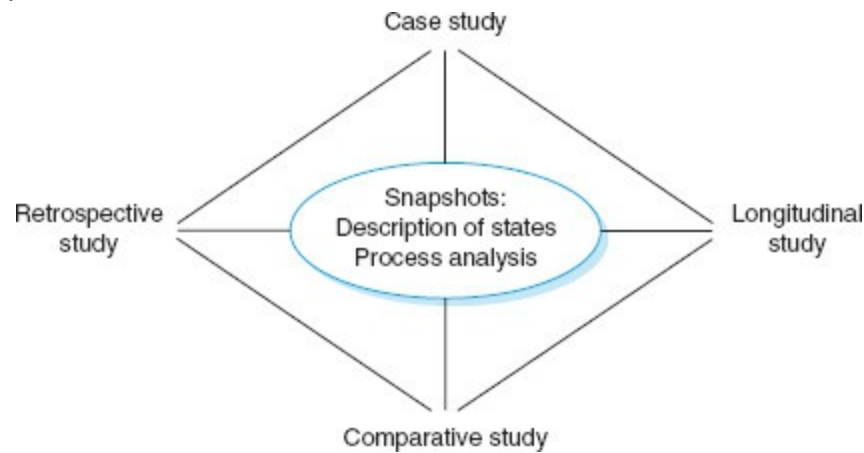 Case study
Retrospective
study
Snapshots:
Description of states
Process analysis
Longitudinal
study
Comparative study